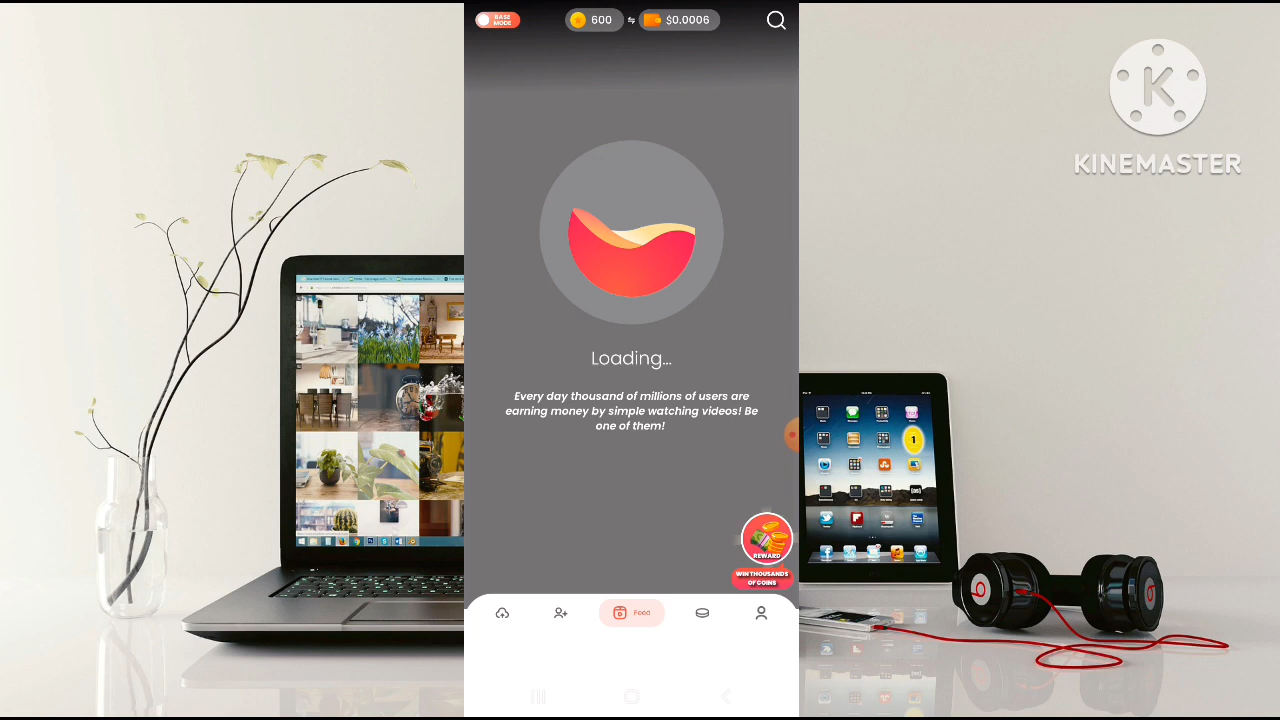 BASE
MODE
600
$0.0006
KINEMASTER
Loading...
Every day thousand of millions of users are
earning money by simple watching videos! Be
one of them!
1
REWARD
WIN THOUSANDS
OF COINS
Feed